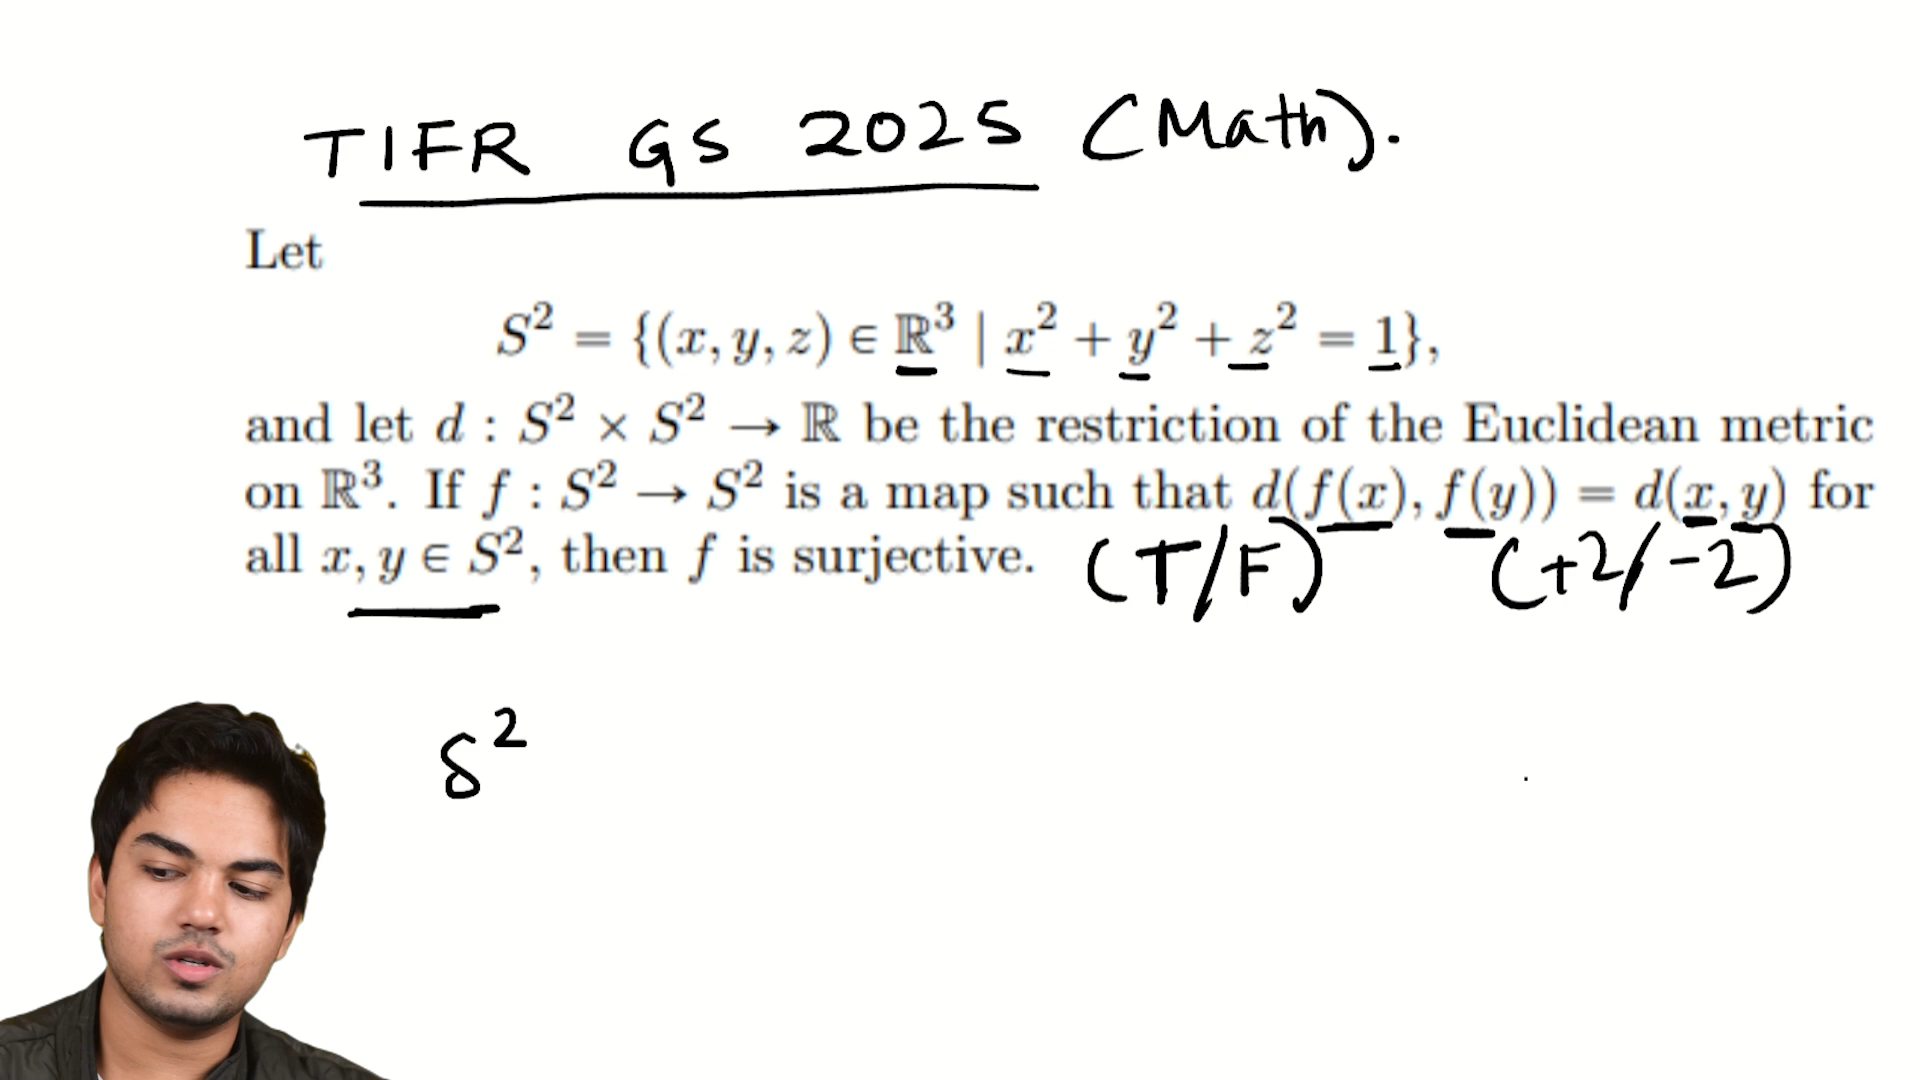 TIFR GS 2025 (Math).
Let
S² = {(x, y, z) ∈ ℝ³ | x² + y² + z² = 1},
and let d : S² × S² → ℝ be the restriction of the Euclidean metric
on ℝ³. If f : S² → S² is a map such that d(f(x), f(y)) = d(x, y) for
all x, y ∈ S², then f is surjective. (T/F) (+2/-2)
S²